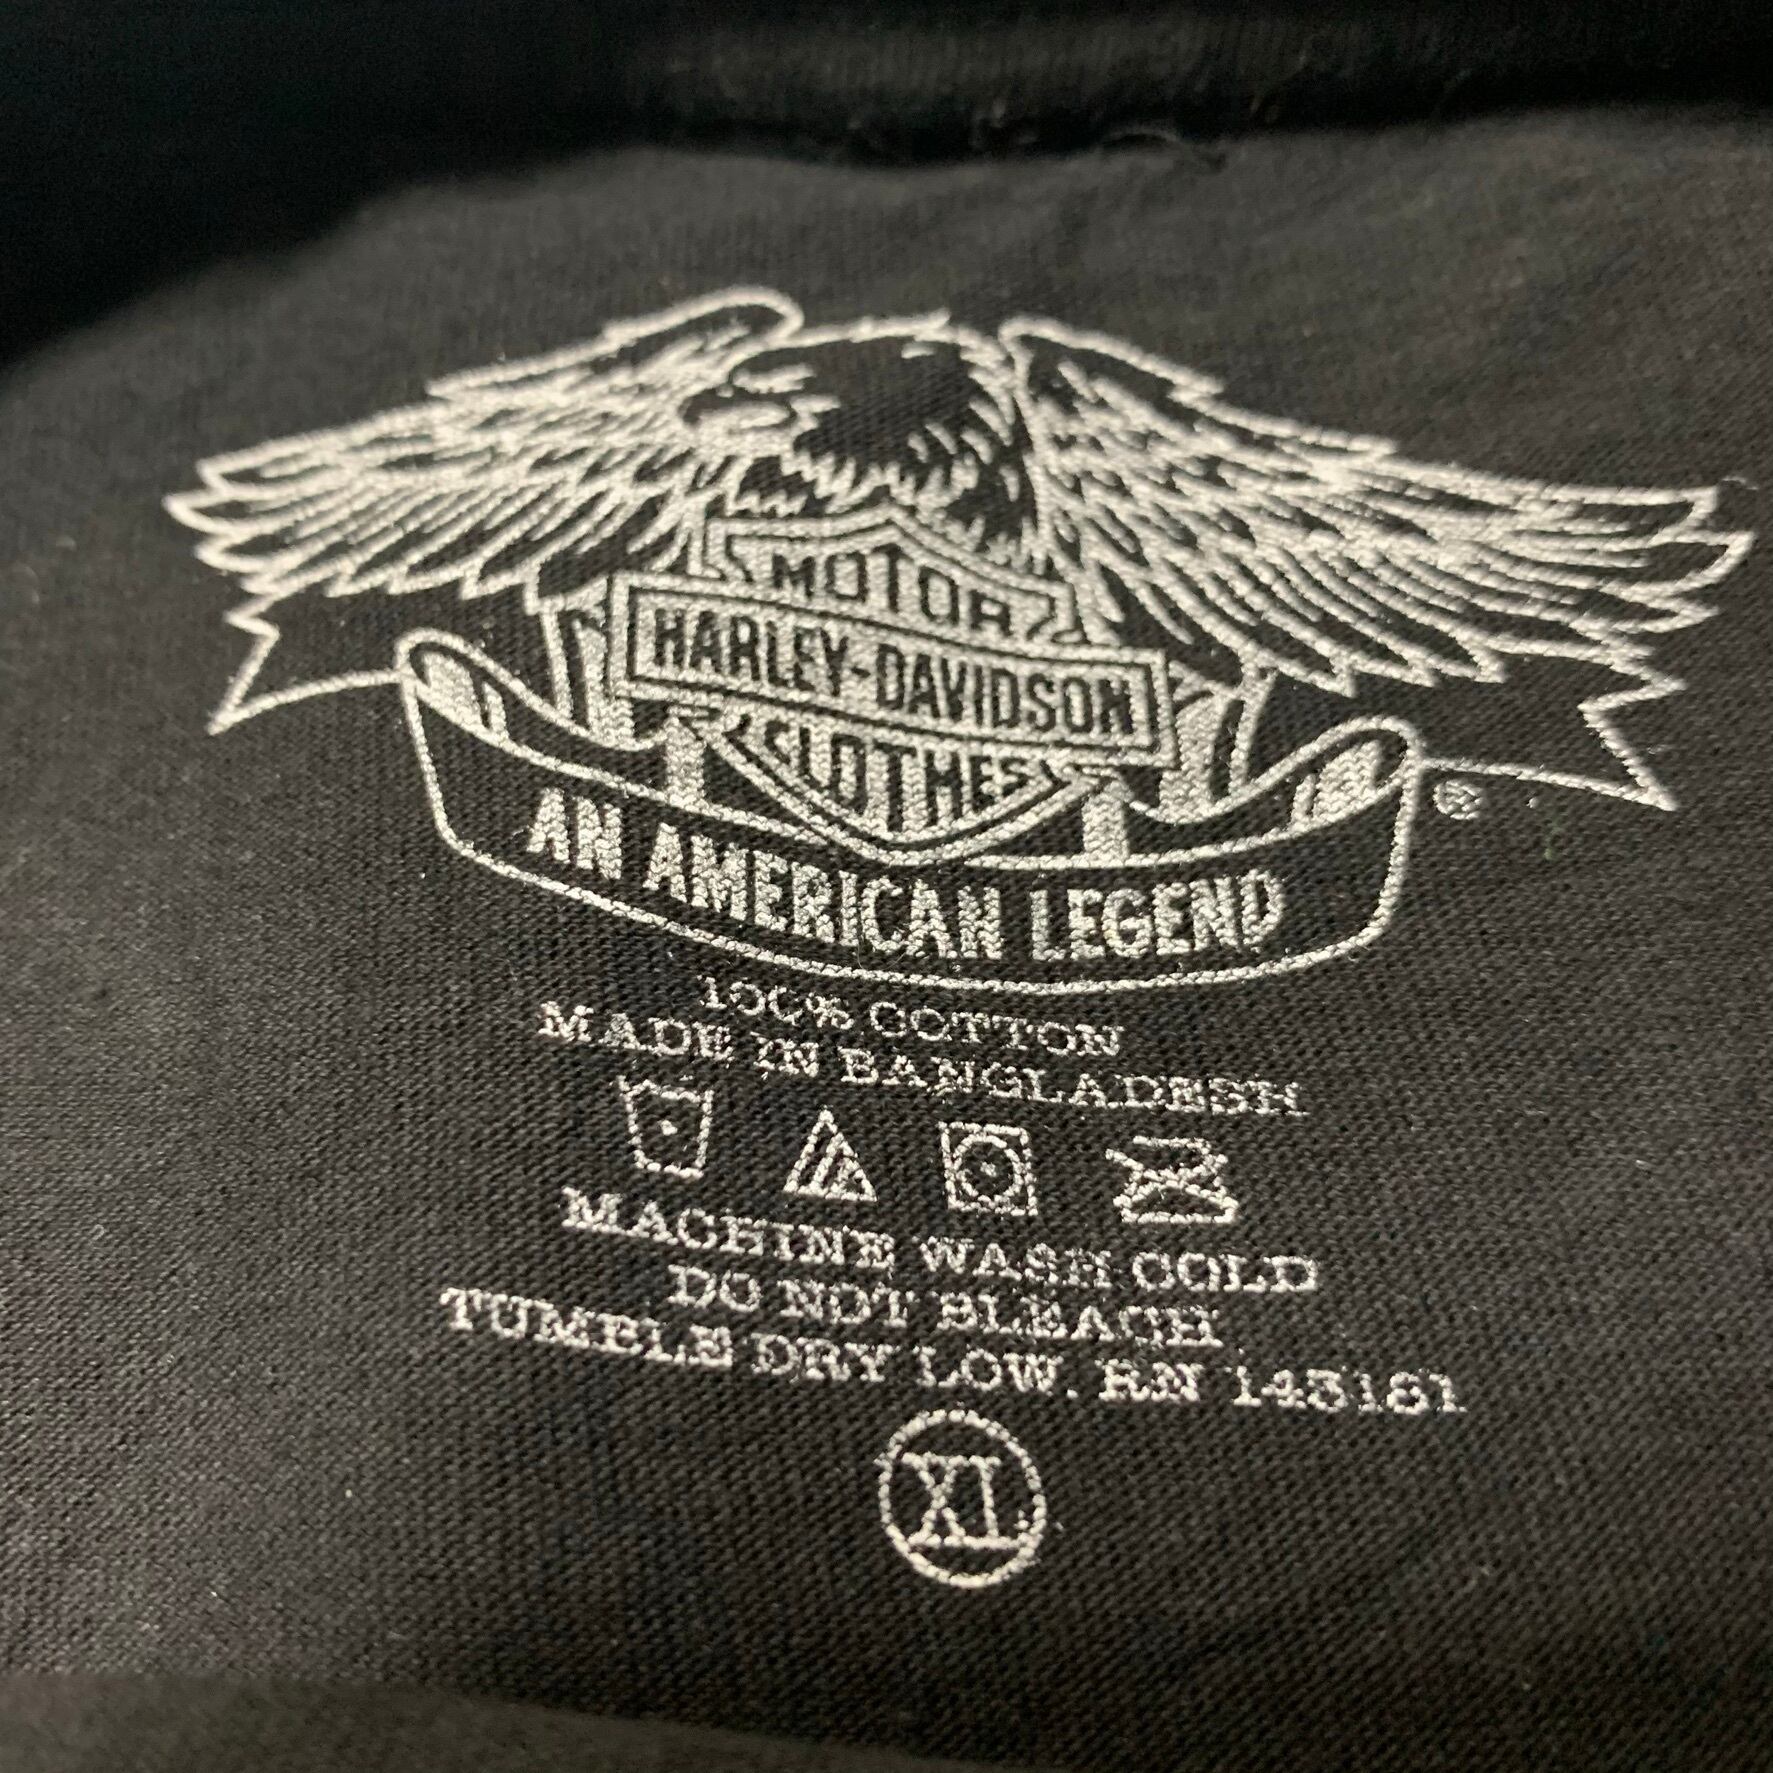 MOTOR
HARLEY-DAVIDSON
CLOTHES
®
AN AMERICAN LEGEND
100% COTTON
MADE IN BANGLADESH
MACHINE WASH COLD
DO NOT BLEACH
TUMBLE DRY LOW. RN 143161
XI